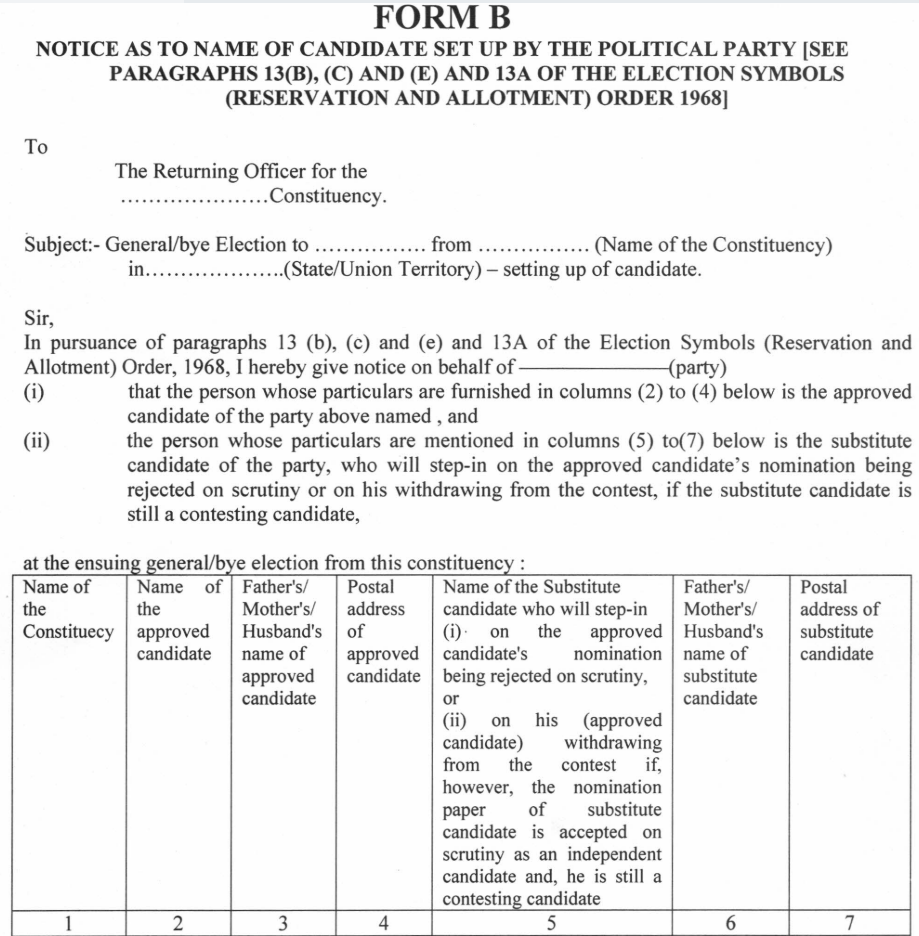 FORM B
NOTICE AS TO NAME OF CANDIDATE SET UP BY THE POLITICAL PARTY [SEE
PARAGRAPHS 13(B), (C) AND (E) AND 13A OF THE ELECTION SYMBOLS
(RESERVATION AND ALLOTMENT) ORDER 1968]
To
The Returning Officer for the
…………………Constituency.
Subject:- General/bye Election to ……………. from ……………. (Name of the Constituency)
in………………..(State/Union Territory) – setting up of candidate.
Sir,
In pursuance of paragraphs 13 (b), (c) and (e) and 13A of the Election Symbols (Reservation and
Allotment) Order, 1968, I hereby give notice on behalf of ————————(party)
(i) that the person whose particulars are furnished in columns (2) to (4) below is the approved
candidate of the party above named , and
(ii) the person whose particulars are mentioned in columns (5) to(7) below is the substitute
candidate of the party, who will step-in on the approved candidate's nomination being
rejected on scrutiny or on his withdrawing from the contest, if the substitute candidate is
still a contesting candidate,
at the ensuing general/bye election from this constituency :
Name of
the
Constituecy
Name of
the
approved
candidate
Father's/
Mother's/
Husband's
name of
approved
candidate
Postal
address
of
approved
candidate
Name of the Substitute
candidate who will step-in
(i) on the approved
candidate's nomination
being rejected on scrutiny,
or
(ii) on his (approved
candidate) withdrawing
from the contest if,
however, the nomination
paper of substitute
candidate is accepted on
scrutiny as an independent
candidate and, he is still a
contesting candidate
Father's/
Mother's/
Husband's
name of
substitute
candidate
Postal
address of
substitute
candidate
1 2 3 4 5 6 7